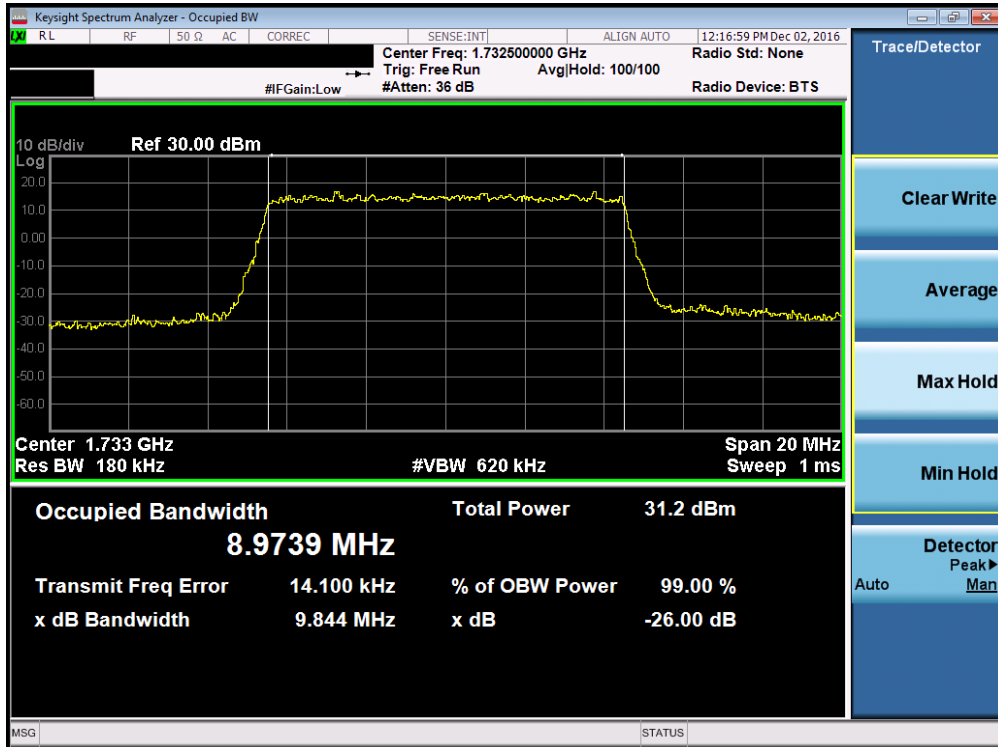 Keysight Spectrum Analyzer - Occupied BW
LXI RL RF 50 Ω AC CORREC SENSE:INT ALIGN AUTO 12:16:59 PM Dec 02, 2016
Center Freq: 1.732500000 GHz Radio Std: None
Trig: Free Run Avg|Hold: 100/100
#IFGain:Low #Atten: 36 dB Radio Device: BTS
10 dB/div Ref 30.00 dBm
Log
20.0
10.0
0.00
-10.0
-20.0
-30.0
-40.0
-50.0
-60.0
Center 1.733 GHz Span 20 MHz
Res BW 180 kHz #VBW 620 kHz Sweep 1 ms
Occupied Bandwidth Total Power 31.2 dBm
8.9739 MHz
Transmit Freq Error 14.100 kHz % of OBW Power 99.00 %
x dB Bandwidth 9.844 MHz x dB -26.00 dB
MSG STATUS
Trace/Detector
Clear Write
Average
Max Hold
Min Hold
Detector
Peak▶
Auto Man